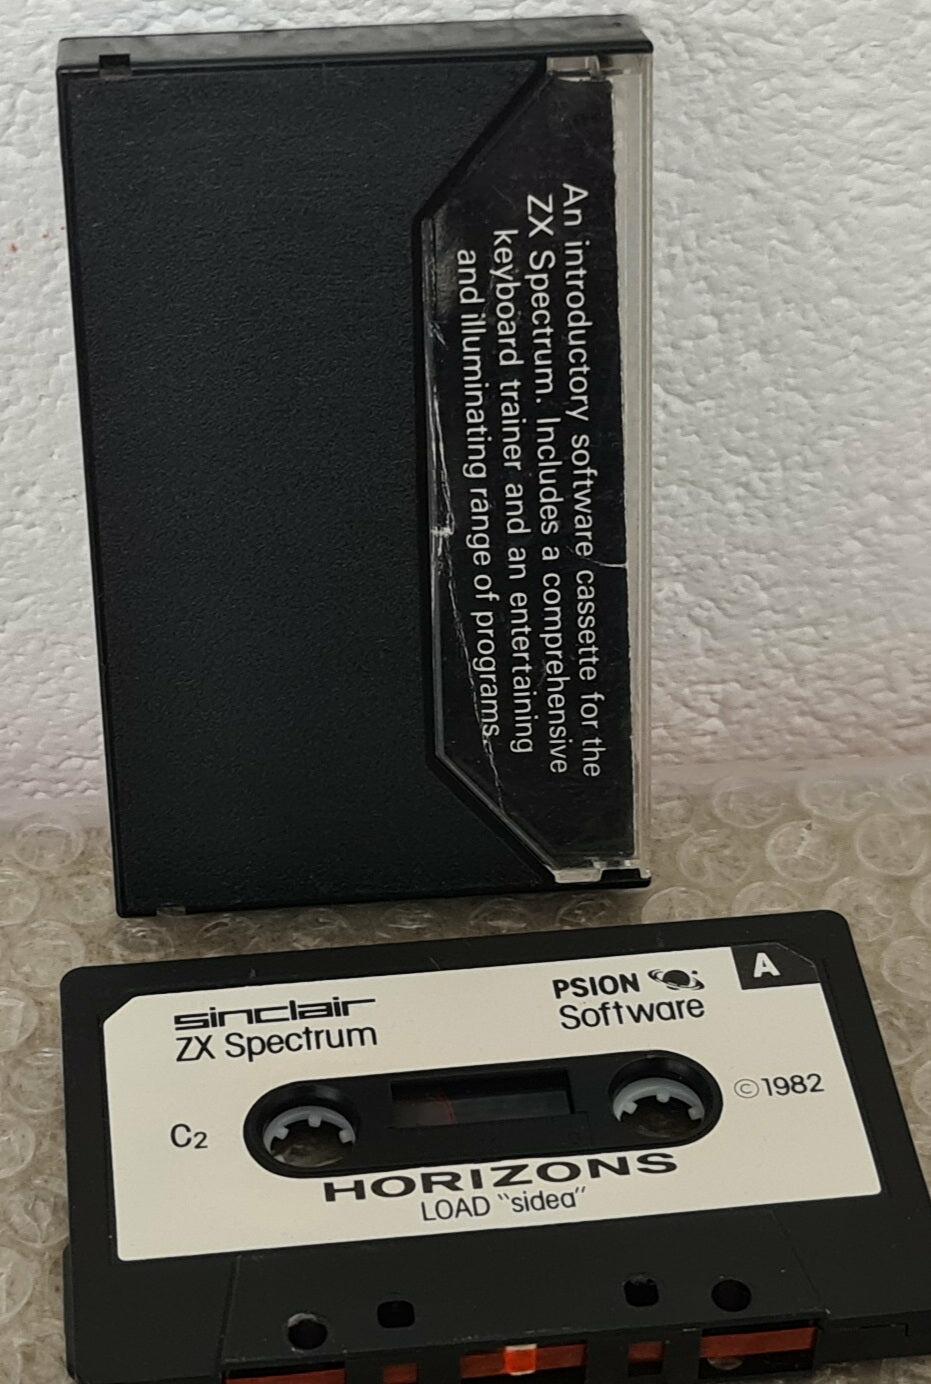 An introductory software cassette for the
ZX Spectrum. Includes a comprehensive
keyboard trainer and an entertaining
and illuminating range of programs.
sinclair
ZX Spectrum
PSION
Software
A
C2
©1982
HORIZONS
LOAD "sidea"